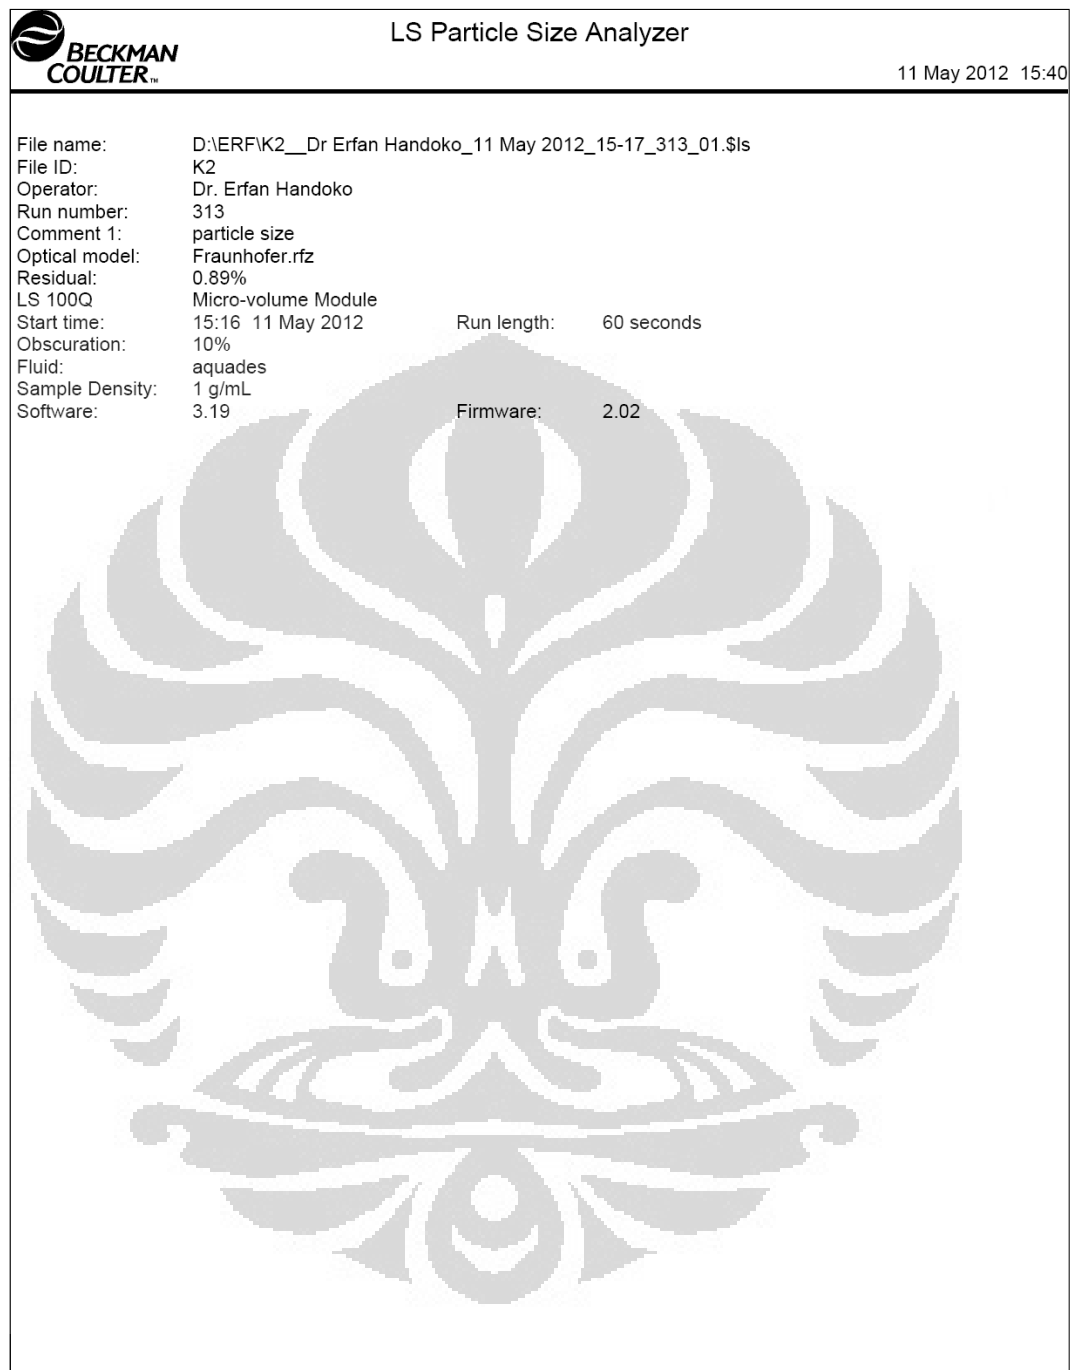 BECKMAN
COULTER™
LS Particle Size Analyzer
11 May 2012 15:40
File name: D:\ERF\K2__Dr Erfan Handoko_11 May 2012_15-17_313_01.$ls
File ID: K2
Operator: Dr. Erfan Handoko
Run number: 313
Comment 1: particle size
Optical model: Fraunhofer.rfz
Residual: 0.89%
LS 100Q Micro-volume Module
Start time: 15:16 11 May 2012 Run length: 60 seconds
Obscuration: 10%
Fluid: aquades
Sample Density: 1 g/mL
Software: 3.19 Firmware: 2.02